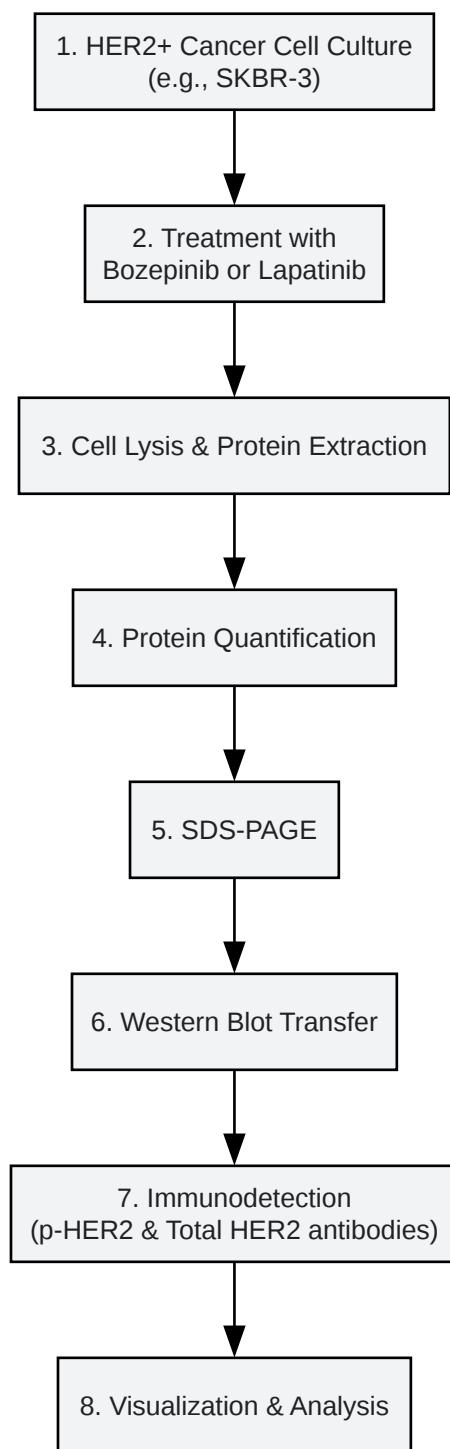 1. HER2+ Cancer Cell Culture
(e.g., SKBR-3)
2. Treatment with
Bozepinib or Lapatinib
3. Cell Lysis & Protein Extraction
4. Protein Quantification
5. SDS-PAGE
6. Western Blot Transfer
7. Immunodetection
(p-HER2 & Total HER2 antibodies)
8. Visualization & Analysis